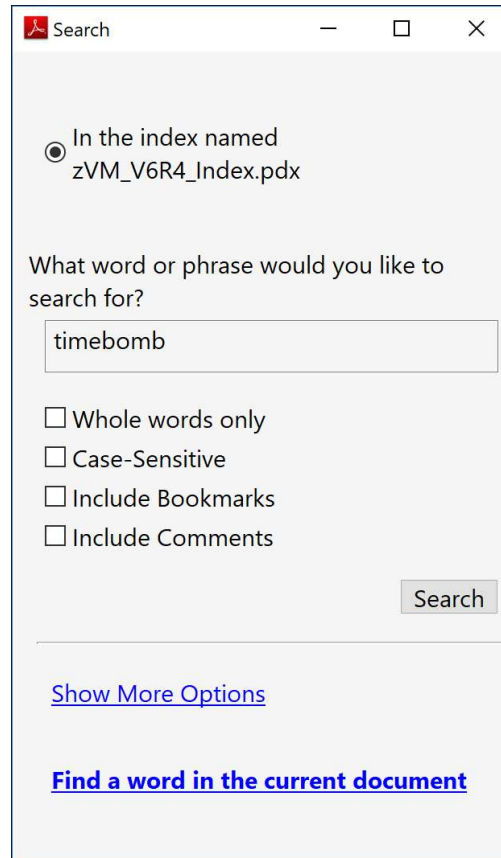 Search
In the index named
zVM_V6R4_Index.pdx
What word or phrase would you like to
search for?
timebomb
Whole words only
Case-Sensitive
Include Bookmarks
Include Comments
Search
Show More Options
Find a word in the current document